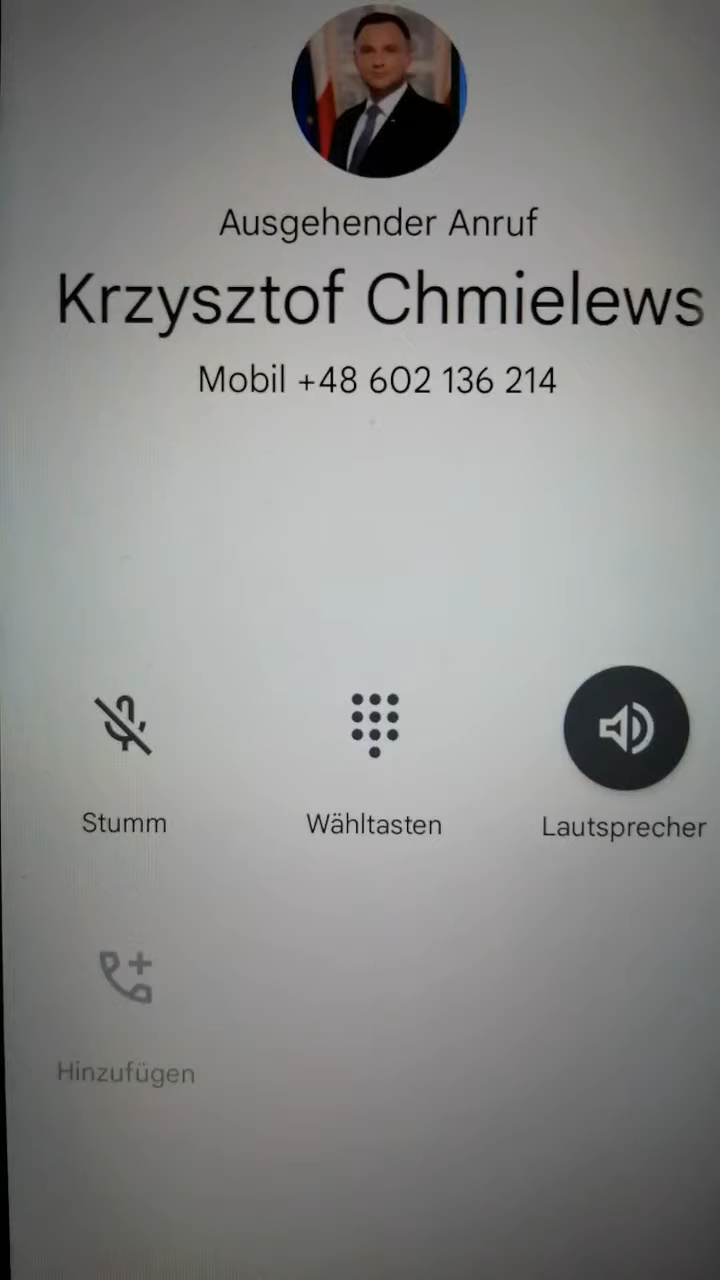 Ausgehender Anruf
Krzysztof Chmielews
Mobil +48 602 136 214
Stumm
Wähltasten
Lautsprecher
Hinzufügen